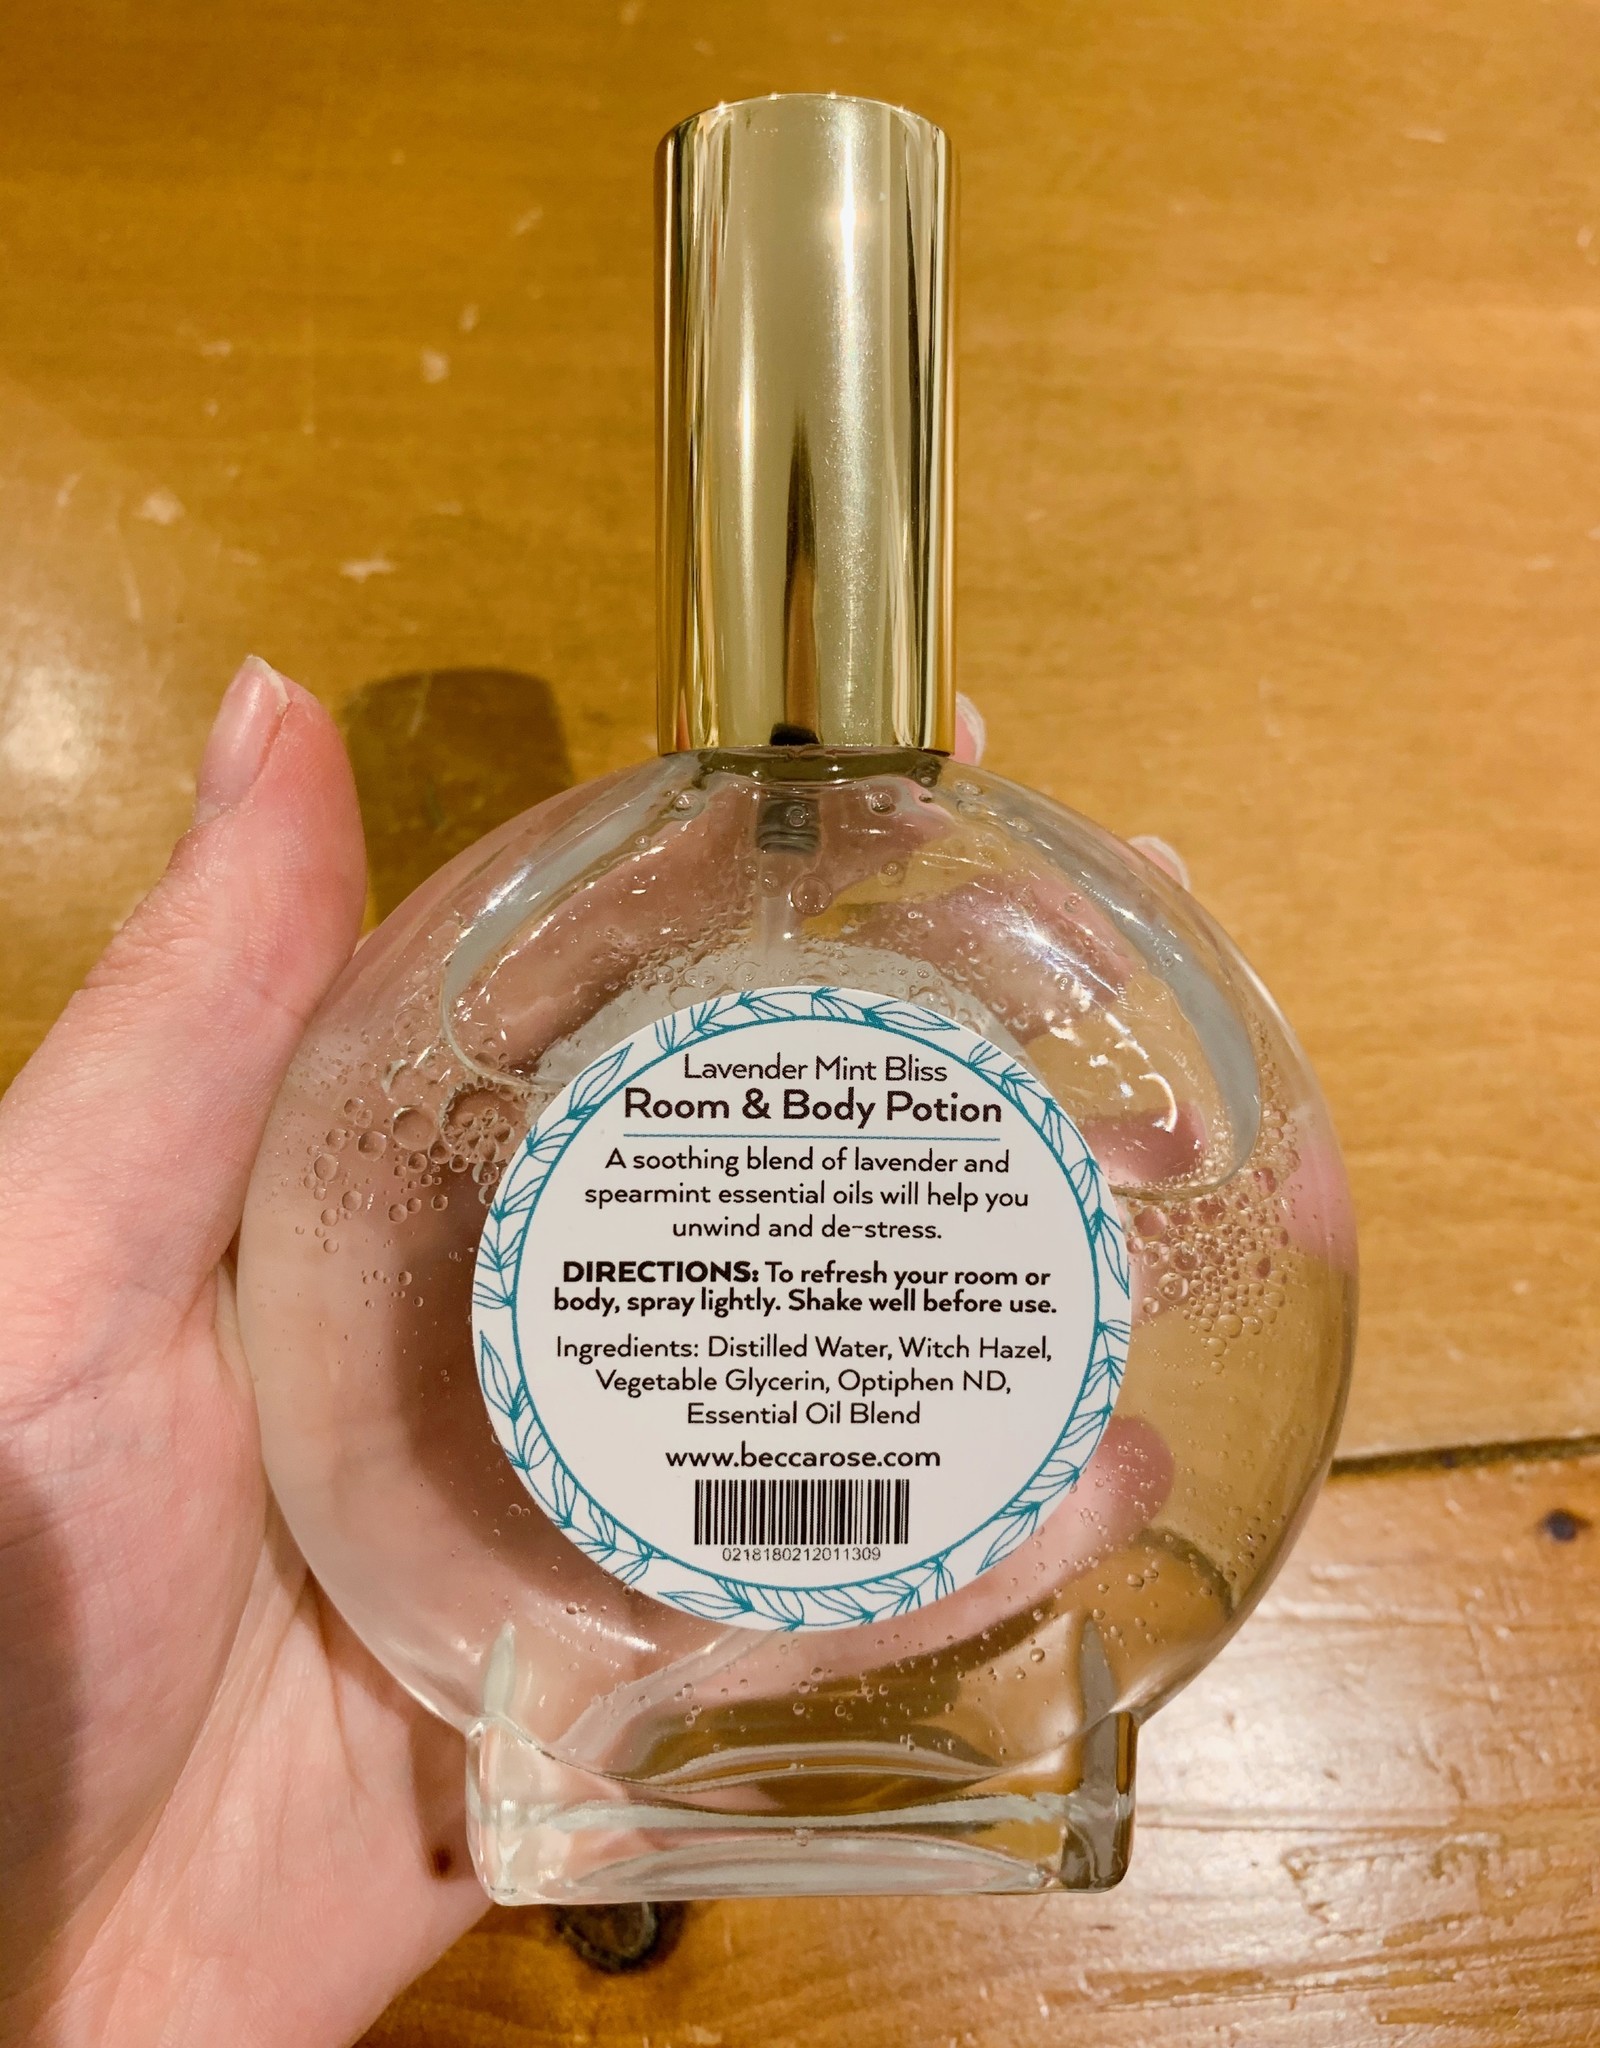 Lavender Mint Bliss
Room & Body Potion
A soothing blend of lavender and
spearmint essential oils will help you
unwind and de-stress.
DIRECTIONS: To refresh your room or
body, spray lightly. Shake well before use.
Ingredients: Distilled Water, Witch Hazel,
Vegetable Glycerin, Optiphen ND,
Essential Oil Blend
www.beccarose.com
0218180212011309